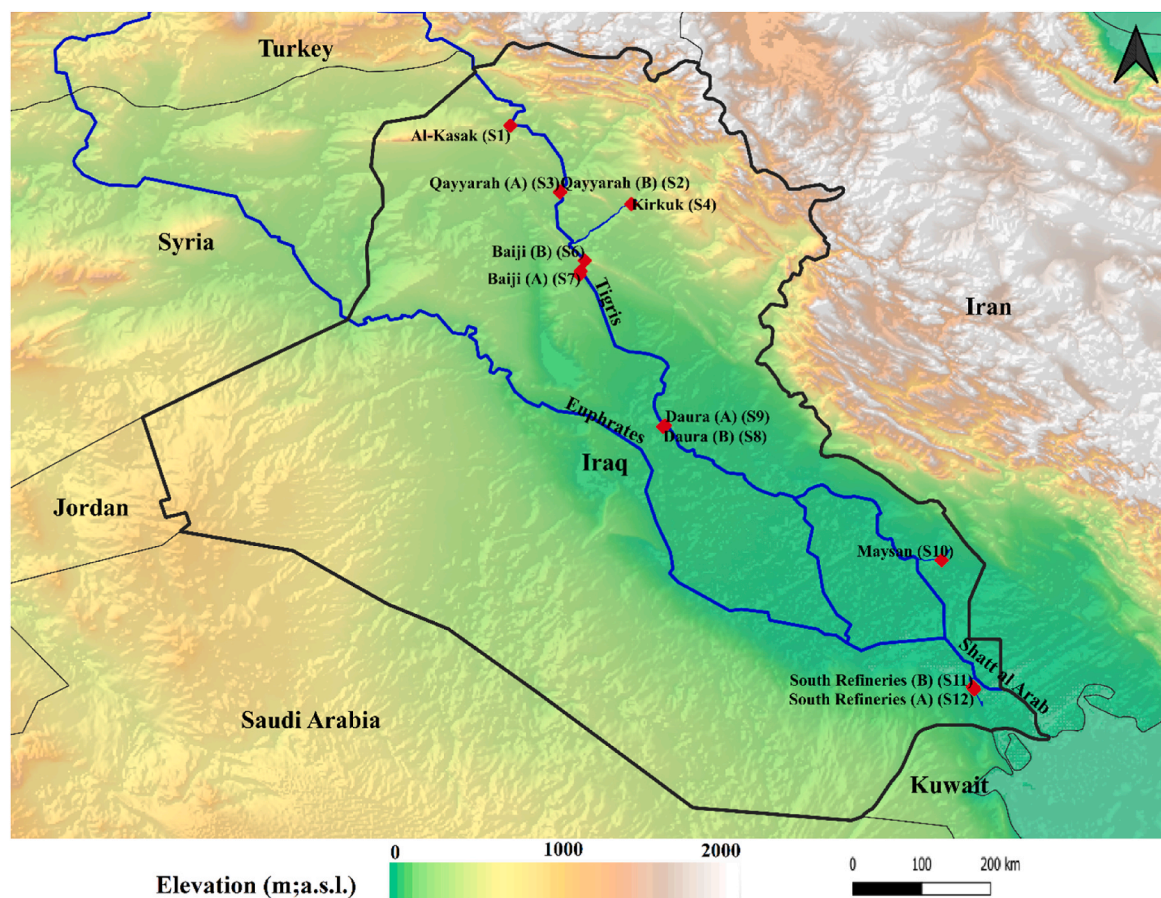 Turkey
Al-Kasak (S1)
Qayyarah (A) (S3)
Qayyarah (B) (S2)
Kirkuk (S4)
Syria
Baiji (B) (S6)
Baiji (A) (S7)
Tigris
Iran
Euphrates
Daura (A) (S9)
Daura (B) (S8)
Iraq
Jordan
Maysan (S10)
Shatt al Arab
South Refineries (B) (S11)
South Refineries (A) (S12)
Saudi Arabia
Kuwait
0 1000 2000
Elevation (m;a.s.l.)
0 100 200 km